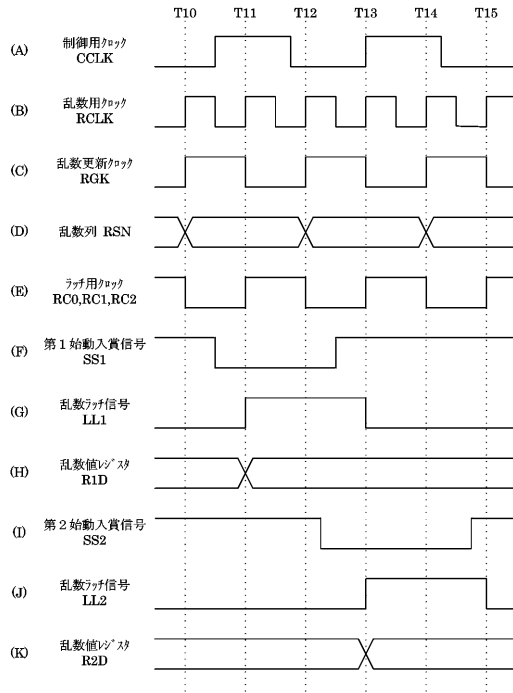 T10 T11 T12 T13 T14 T15
(A) 制御用ｸﾛｯｸ
CCLK
(B) 乱数用ｸﾛｯｸ
RCLK
(C) 乱数更新ｸﾛｯｸ
RGK
(D) 乱数列 RSN
(E) ﾗｯﾁ用ｸﾛｯｸ
RC0,RC1,RC2
(F) 第１始動入賞信号
SS1
(G) 乱数ﾗｯﾁ信号
LL1
(H) 乱数値ﾚｼﾞｽﾀ
R1D
(I) 第２始動入賞信号
SS2
(J) 乱数ﾗｯﾁ信号
LL2
(K) 乱数値ﾚｼﾞｽﾀ
R2D